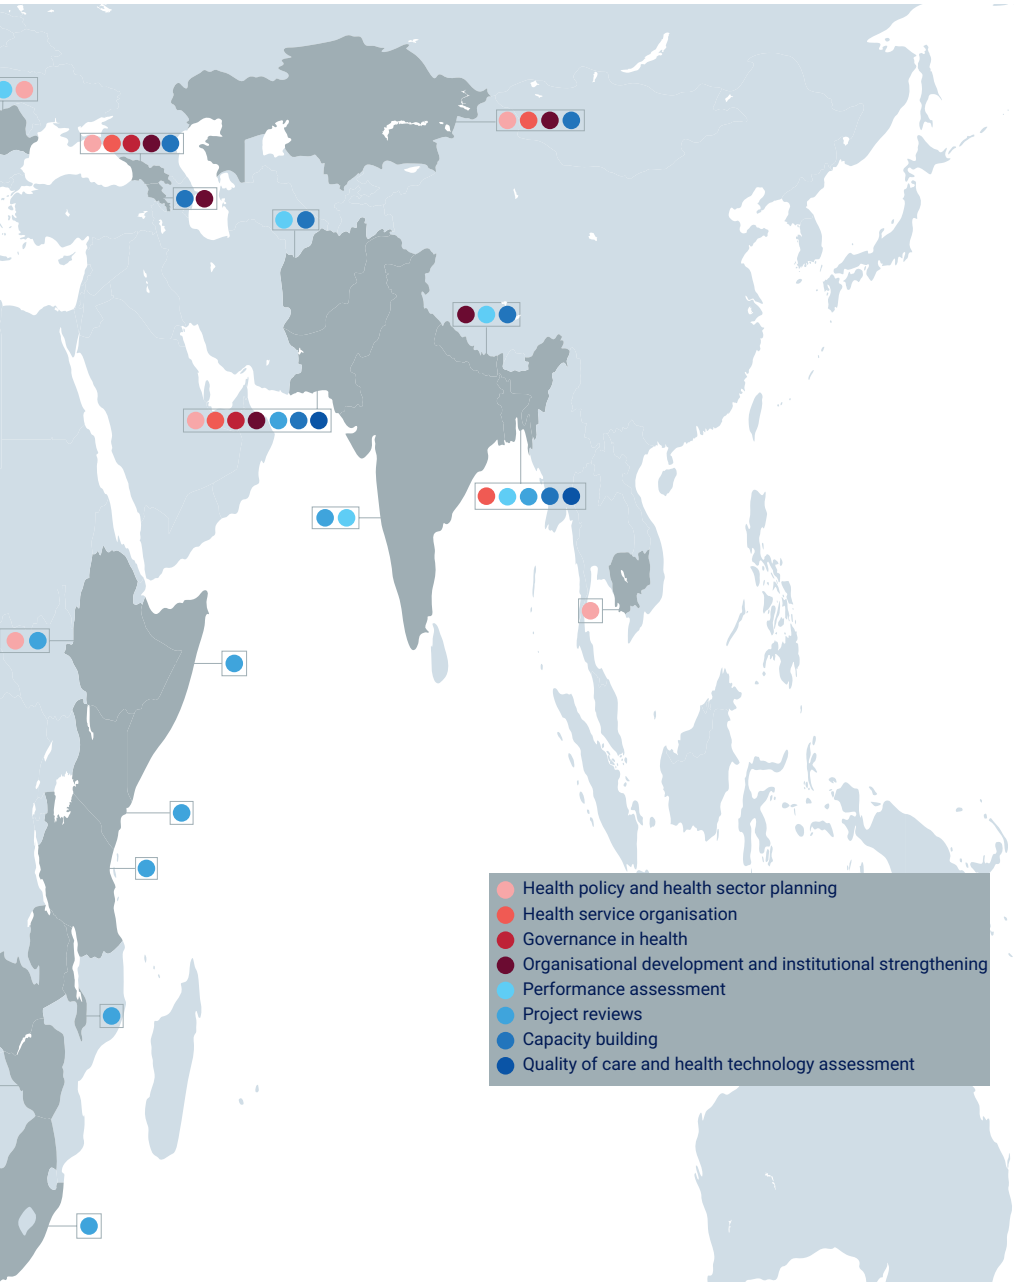 Health policy and health sector planning
Health service organisation
Governance in health
Organisational development and institutional strengthening
Performance assessment
Project reviews
Capacity building
Quality of care and health technology assessment